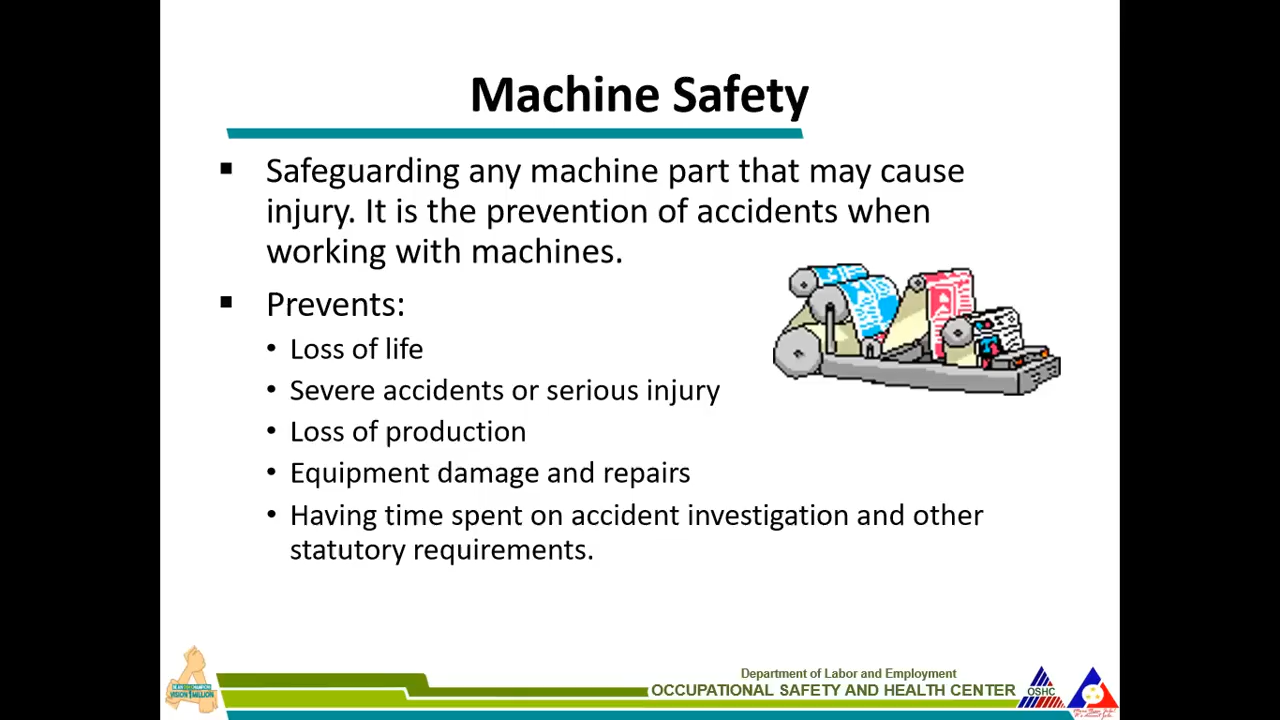 Machine Safety
▪ Safeguarding any machine part that may cause
injury. It is the prevention of accidents when
working with machines.
▪ Prevents:
• Loss of life
• Severe accidents or serious injury
• Loss of production
• Equipment damage and repairs
• Having time spent on accident investigation and other
statutory requirements.
Department of Labor and Employment
OCCUPATIONAL SAFETY AND HEALTH CENTER
OSHC
VISION 1 MILLION